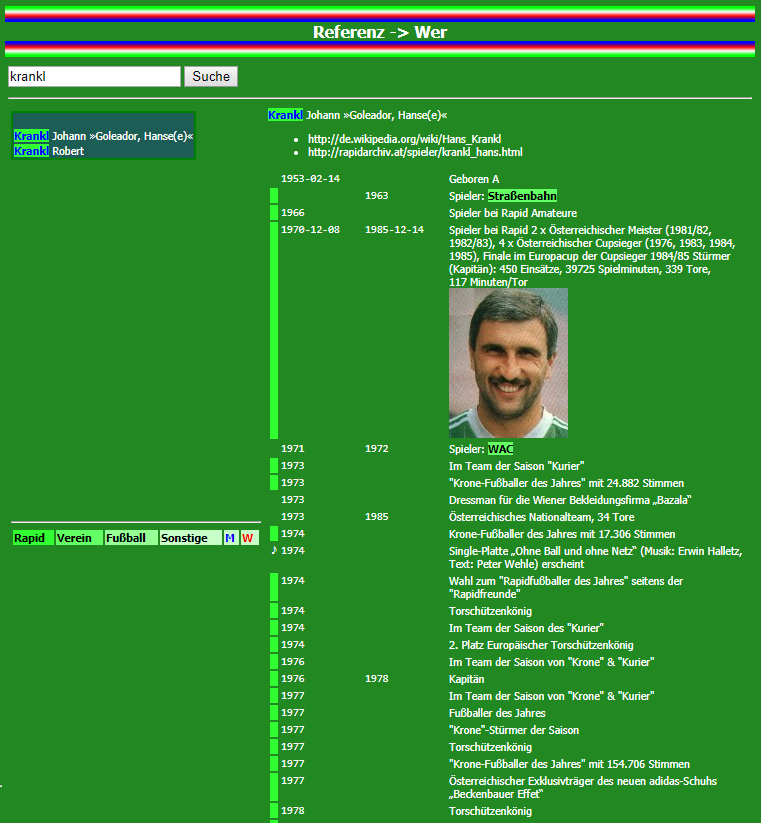 Referenz -> Wer
krankl Suche
Krankl Johann »Goleador, Hanse(e)«
Krankl Robert
Rapid Verein Fußball Sonstige M W
Krankl Johann »Goleador, Hanse(e)«
http://de.wikipedia.org/wiki/Hans_Krankl
http://rapidarchiv.at/spieler/krankl_hans.html
1953-02-14 Geboren A
1963 Spieler: Straßenbahn
1966 Spieler bei Rapid Amateure
1970-12-08 1985-12-14 Spieler bei Rapid 2 x Österreichischer Meister (1981/82,
1982/83), 4 x Österreichischer Cupsieger (1976, 1983, 1984,
1985), Finale im Europacup der Cupsieger 1984/85 Stürmer
(Kapitän): 450 Einsätze, 39725 Spielminuten, 339 Tore,
117 Minuten/Tor
1971 1972 Spieler: WAC
1973 Im Team der Saison "Kurier"
1973 "Krone-Fußballer des Jahres" mit 24.882 Stimmen
1973 Dressman für die Wiener Bekleidungsfirma „Bazala“
1973 1985 Österreichisches Nationalteam, 34 Tore
1974 Krone-Fußballer des Jahres mit 17.306 Stimmen
♪ 1974 Single-Platte „Ohne Ball und ohne Netz“ (Musik: Erwin Halletz,
Text: Peter Wehle) erscheint
1974 Wahl zum "Rapidfußballer des Jahres" seitens der
"Rapidfreunde"
1974 Torschützenkönig
1974 Im Team der Saison des "Kurier"
1974 2. Platz Europäischer Torschützenkönig
1976 Im Team der Saison von "Krone" & "Kurier"
1976 1978 Kapitän
1977 Im Team der Saison von "Krone" & "Kurier"
1977 Fußballer des Jahres
1977 "Krone"-Stürmer der Saison
1977 Torschützenkönig
1977 "Krone-Fußballer des Jahres" mit 154.706 Stimmen
1977 Österreichischer Exklusivträger des neuen adidas-Schuhs
„Beckenbauer Effet“
1978 Torschützenkönig